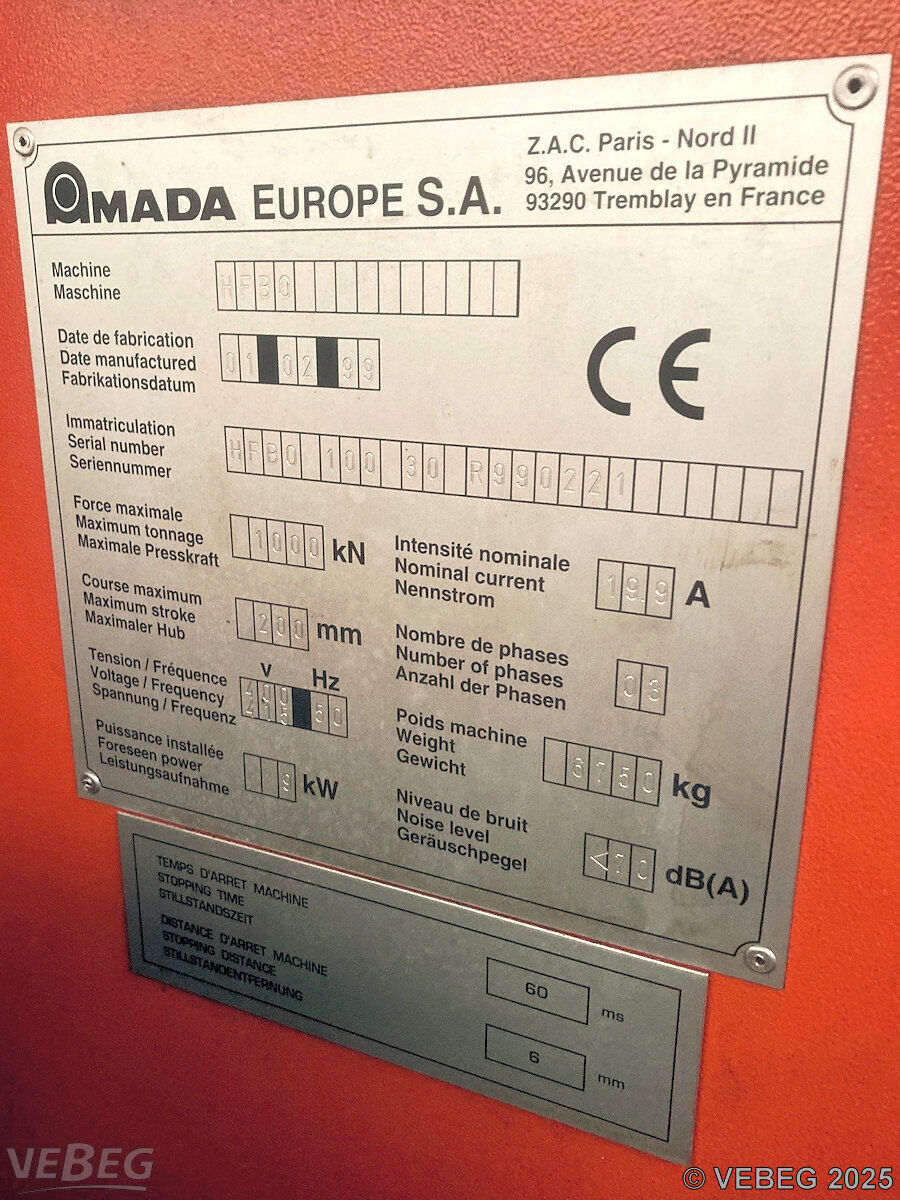 AMADA EUROPE S.A.
Z.A.C. Paris - Nord II
96, Avenue de la Pyramide
93290 Tremblay en France
Machine
Maschine
HFBO
Date de fabrication
Date manufactured
Fabrikationsdatum
01 02 99
CE
Immatriculation
Serial number
Seriennummer
HFBO 100 30 R990221
Force maximale
Maximum tonnage
Maximale Presskraft
1000 kN
Course maximum
Maximum stroke
Maximaler Hub
200 mm
Tension / Fréquence
Voltage / Frequency
Spannung / Frequenz
V Hz
400
415 50
Puissance installée
Foreseen power
Leistungsaufnahme
9 kW
Intensité nominale
Nominal current
Nennstrom
19.9 A
Nombre de phases
Number of phases
Anzahl der Phasen
03
Poids machine
Weight
Gewicht
6750 kg
Niveau de bruit
Noise level
Geräuschpegel
<70 dB(A)
TEMPS D'ARRET MACHINE
STOPPING TIME
STILLSTANDSZEIT
60 ms
DISTANCE D'ARRET MACHINE
STOPPING DISTANCE
STILLSTANDENTFERNUNG
6 mm
VEBEG
© VEBEG 2025